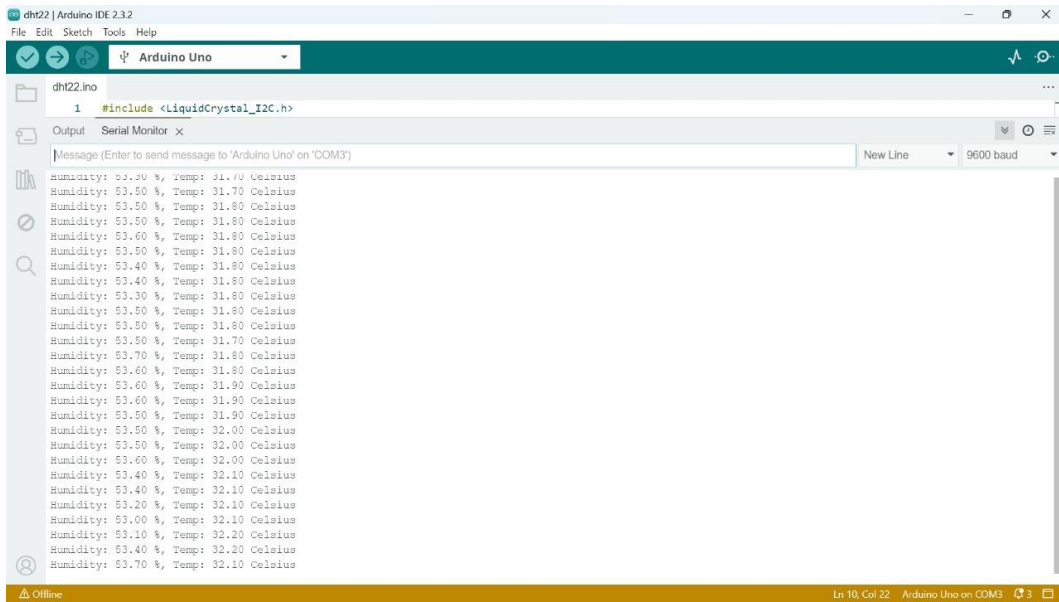 dht22 | Arduino IDE 2.3.2
File Edit Sketch Tools Help
Arduino Uno
dht22.ino
1 #include <LiquidCrystal_I2C.h>
Output Serial Monitor
Message (Enter to send message to 'Arduino Uno' on 'COM3') New Line 9600 baud
Humidity: 53.30 %, Temp: 31.70 Celsius
Humidity: 53.50 %, Temp: 31.70 Celsius
Humidity: 53.50 %, Temp: 31.80 Celsius
Humidity: 53.50 %, Temp: 31.80 Celsius
Humidity: 53.60 %, Temp: 31.80 Celsius
Humidity: 53.50 %, Temp: 31.80 Celsius
Humidity: 53.40 %, Temp: 31.80 Celsius
Humidity: 53.40 %, Temp: 31.80 Celsius
Humidity: 53.30 %, Temp: 31.80 Celsius
Humidity: 53.50 %, Temp: 31.80 Celsius
Humidity: 53.50 %, Temp: 31.80 Celsius
Humidity: 53.50 %, Temp: 31.70 Celsius
Humidity: 53.70 %, Temp: 31.80 Celsius
Humidity: 53.60 %, Temp: 31.80 Celsius
Humidity: 53.60 %, Temp: 31.90 Celsius
Humidity: 53.60 %, Temp: 31.90 Celsius
Humidity: 53.50 %, Temp: 31.90 Celsius
Humidity: 53.50 %, Temp: 32.00 Celsius
Humidity: 53.50 %, Temp: 32.00 Celsius
Humidity: 53.60 %, Temp: 32.00 Celsius
Humidity: 53.40 %, Temp: 32.10 Celsius
Humidity: 53.40 %, Temp: 32.10 Celsius
Humidity: 53.20 %, Temp: 32.10 Celsius
Humidity: 53.00 %, Temp: 32.10 Celsius
Humidity: 53.10 %, Temp: 32.20 Celsius
Humidity: 53.40 %, Temp: 32.20 Celsius
Humidity: 53.70 %, Temp: 32.10 Celsius
Offline Ln 10, Col 22 Arduino Uno on COM3 3